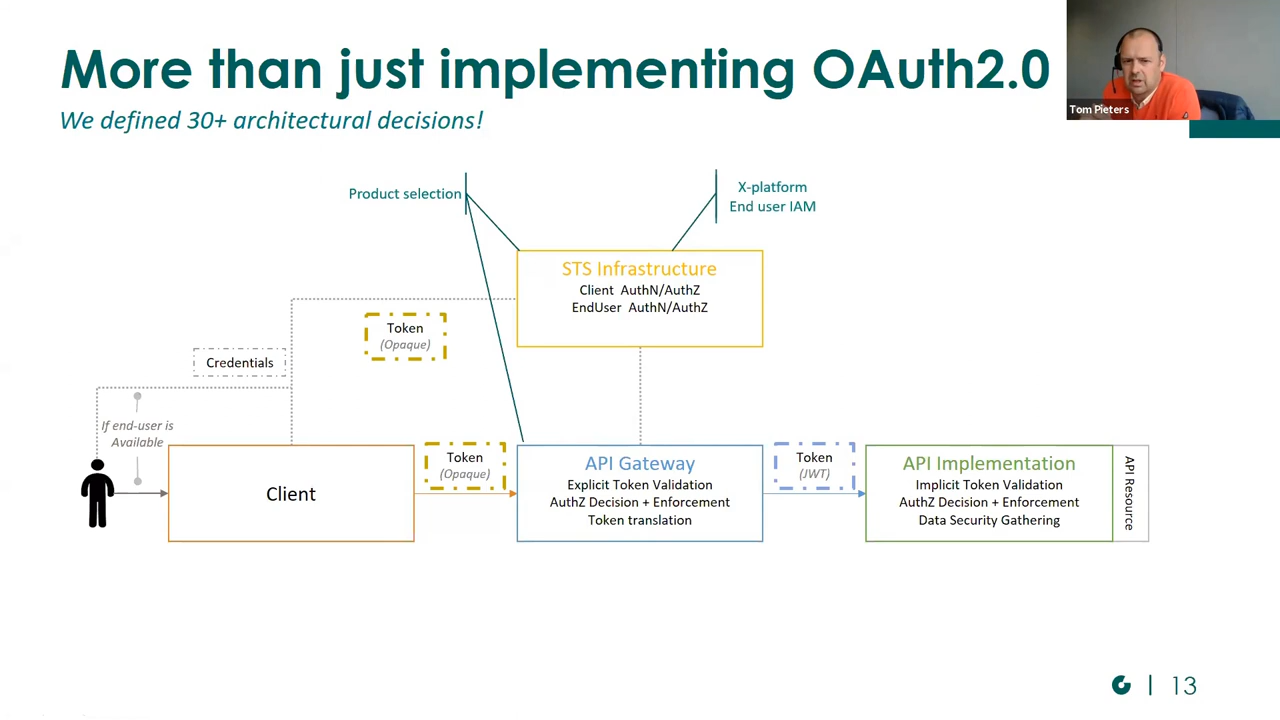 More than just implementing OAuth2.0
We defined 30+ architectural decisions!
Tom Pieters
Product selection
X-platform
End user IAM
STS Infrastructure
Client AuthN/AuthZ
EndUser AuthN/AuthZ
Token
(Opaque)
Credentials
If end-user is
Available
Client
Token
(Opaque)
API Gateway
Explicit Token Validation
AuthZ Decision + Enforcement
Token translation
Token
(JWT)
API Implementation
Implicit Token Validation
AuthZ Decision + Enforcement
Data Security Gathering
API Resource
13